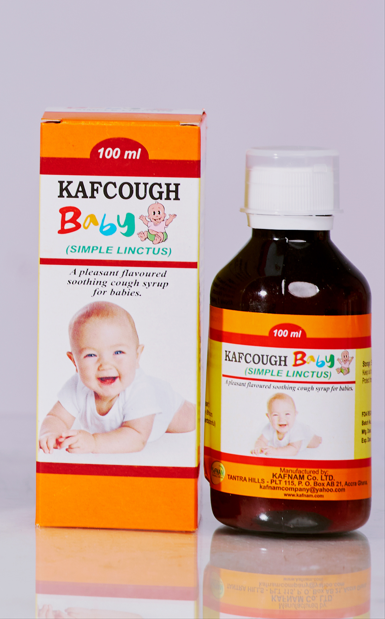 100 ml
KAFCOUGH
Baby
(SIMPLE LINCTUS)
A pleasant flavoured
soothing cough syrup
for babies.
100 ml
KAFCOUGH Baby
(SIMPLE LINCTUS)
A pleasant flavoured soothing cough syrup for babies.
Manufactured by:
KAFNAM Co. LTD.
TANTRA HILLS - PLT 115, P. O. Box AB 21, Accra Ghana.
kafnamcompany@yahoo.com
www.kafnam.com